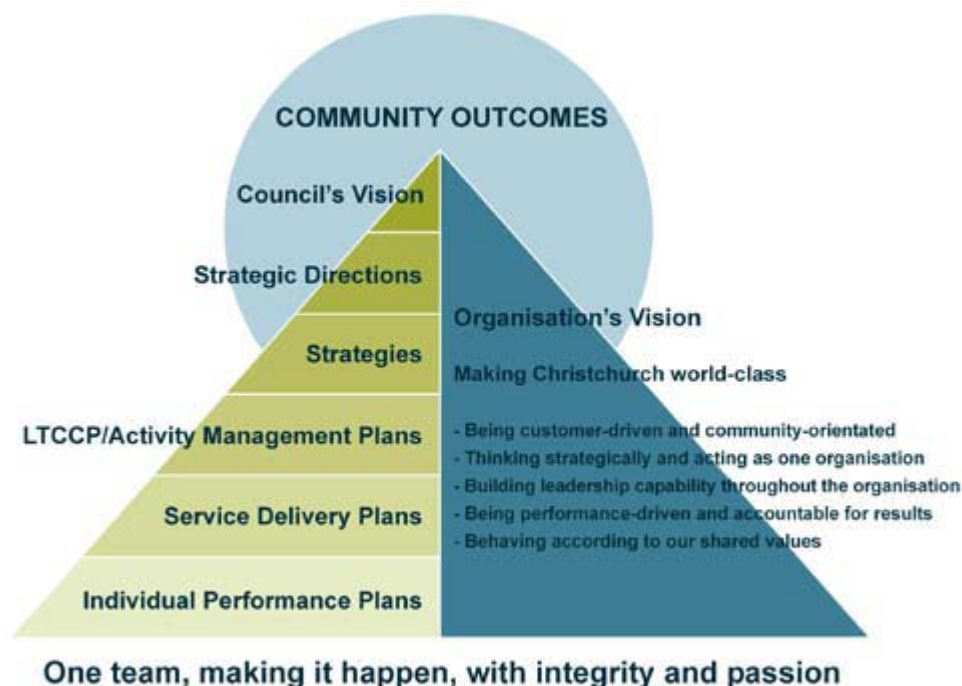 COMMUNITY OUTCOMES
Council's Vision
Strategic Directions
Strategies
LTCCP/Activity Management Plans
Service Delivery Plans
Individual Performance Plans
Organisation's Vision
Making Christchurch world-class
- Being customer-driven and community-orientated
- Thinking strategically and acting as one organisation
- Building leadership capability throughout the organisation
- Being performance-driven and accountable for results
- Behaving according to our shared values
One team, making it happen, with integrity and passion